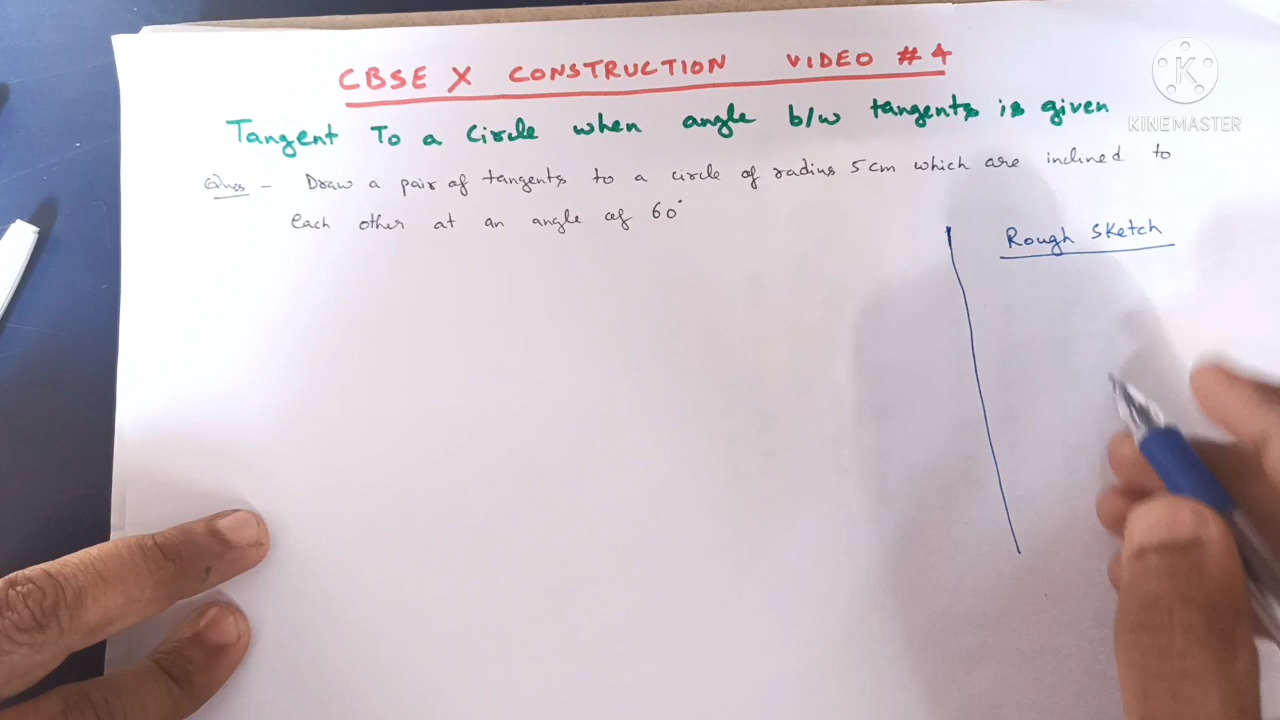 CBSE X CONSTRUCTION VIDEO #4
Tangent To a Circle when angle b/w tangents is given
Ques - Draw a pair of tangents to a circle of radius 5cm which are inclined to
each other at an angle of 60°
Rough Sketch
K
KINEMASTER